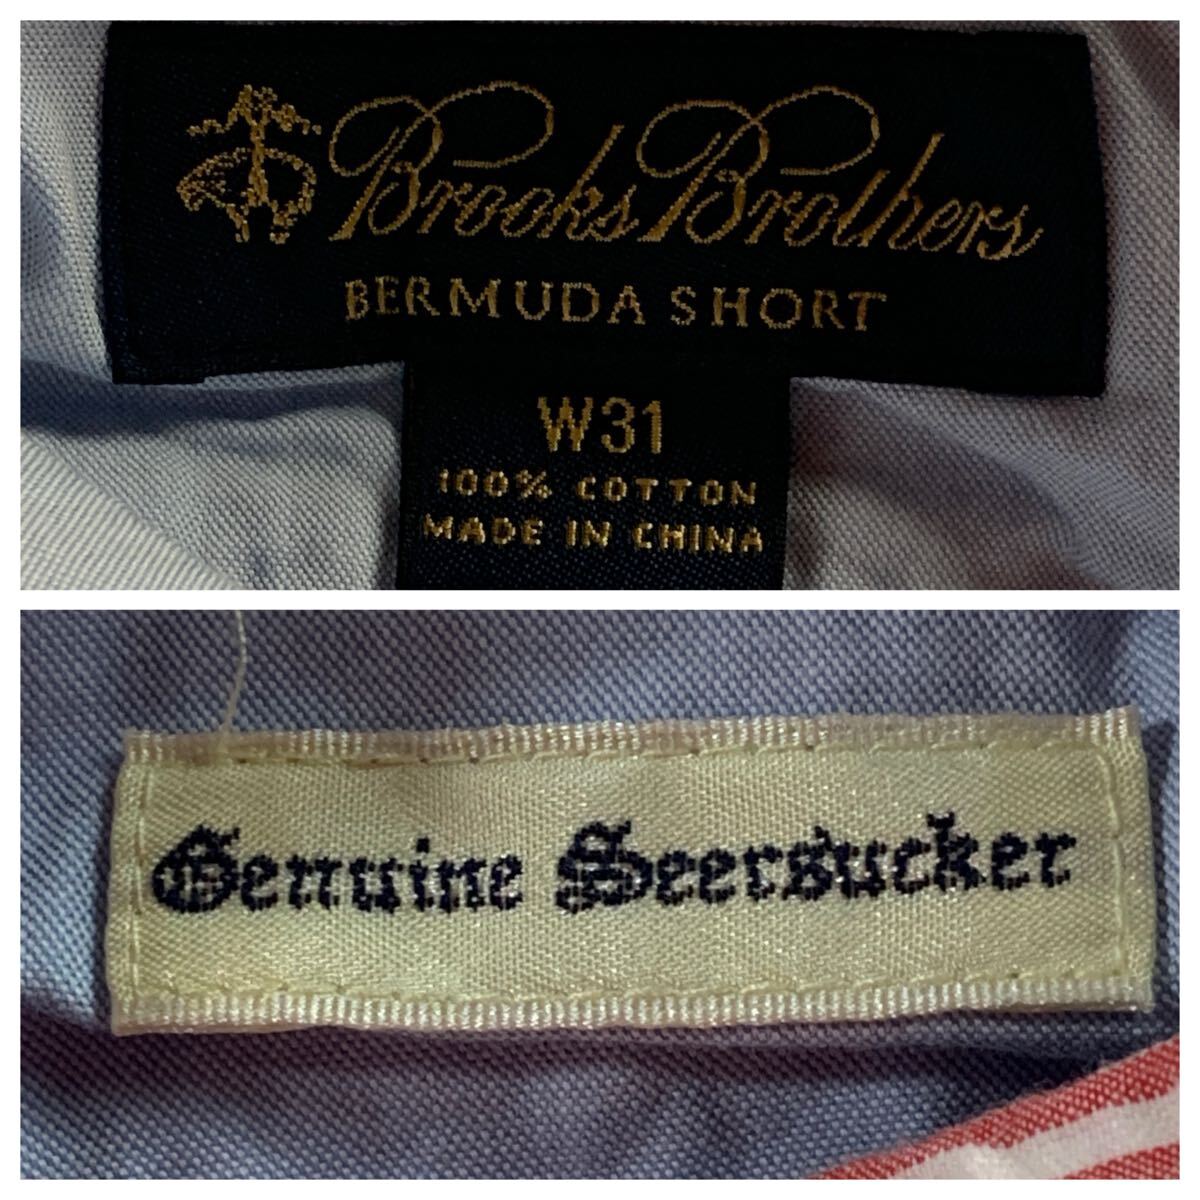 Brooks Brothers
BERMUDA SHORT
W31
100% COTTON
MADE IN CHINA
Genuine Seersucker